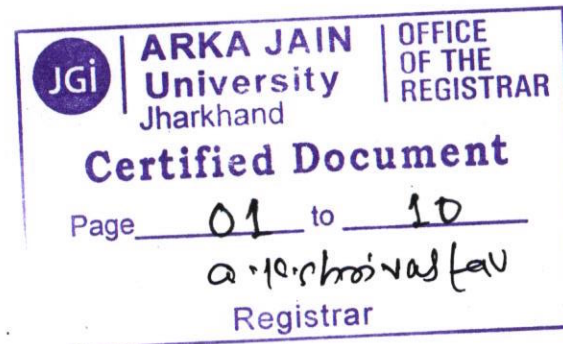 JGi
ARKA JAIN
University
Jharkhand
OFFICE
OF THE
REGISTRAR
Certified Document
Page 01 to 10
Registrar